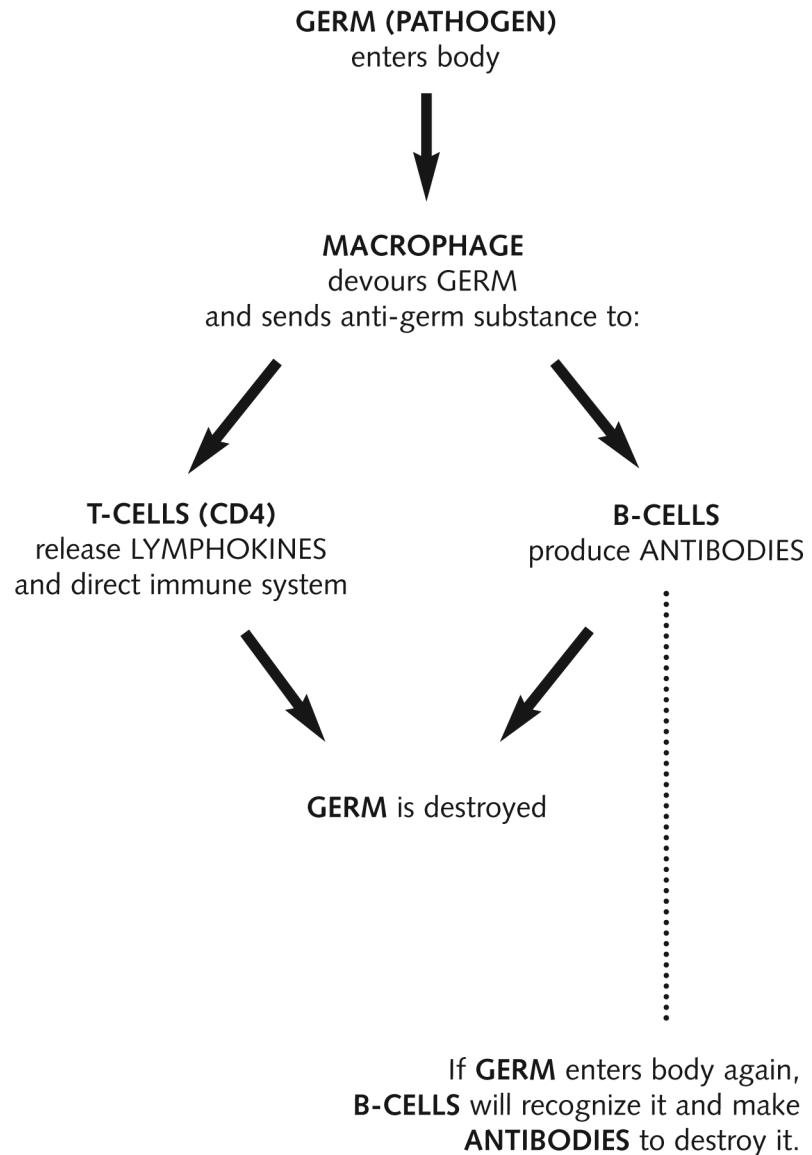 GERM (PATHOGEN)
enters body
MACROPHAGE
devours GERM
and sends anti-germ substance to:
T-CELLS (CD4)
release LYMPHOKINES
and direct immune system
B-CELLS
produce ANTIBODIES
GERM is destroyed
If GERM enters body again,
B-CELLS will recognize it and make
ANTIBODIES to destroy it.